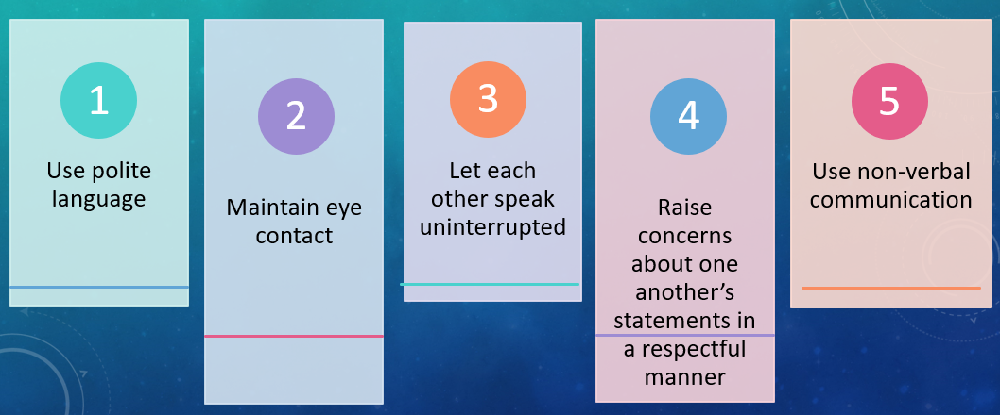 1
Use polite
language
2
Maintain eye
contact
3
Let each
other speak
uninterrupted
4
Raise
concerns
about one
another’s
statements in
a respectful
manner
5
Use non-verbal
communication